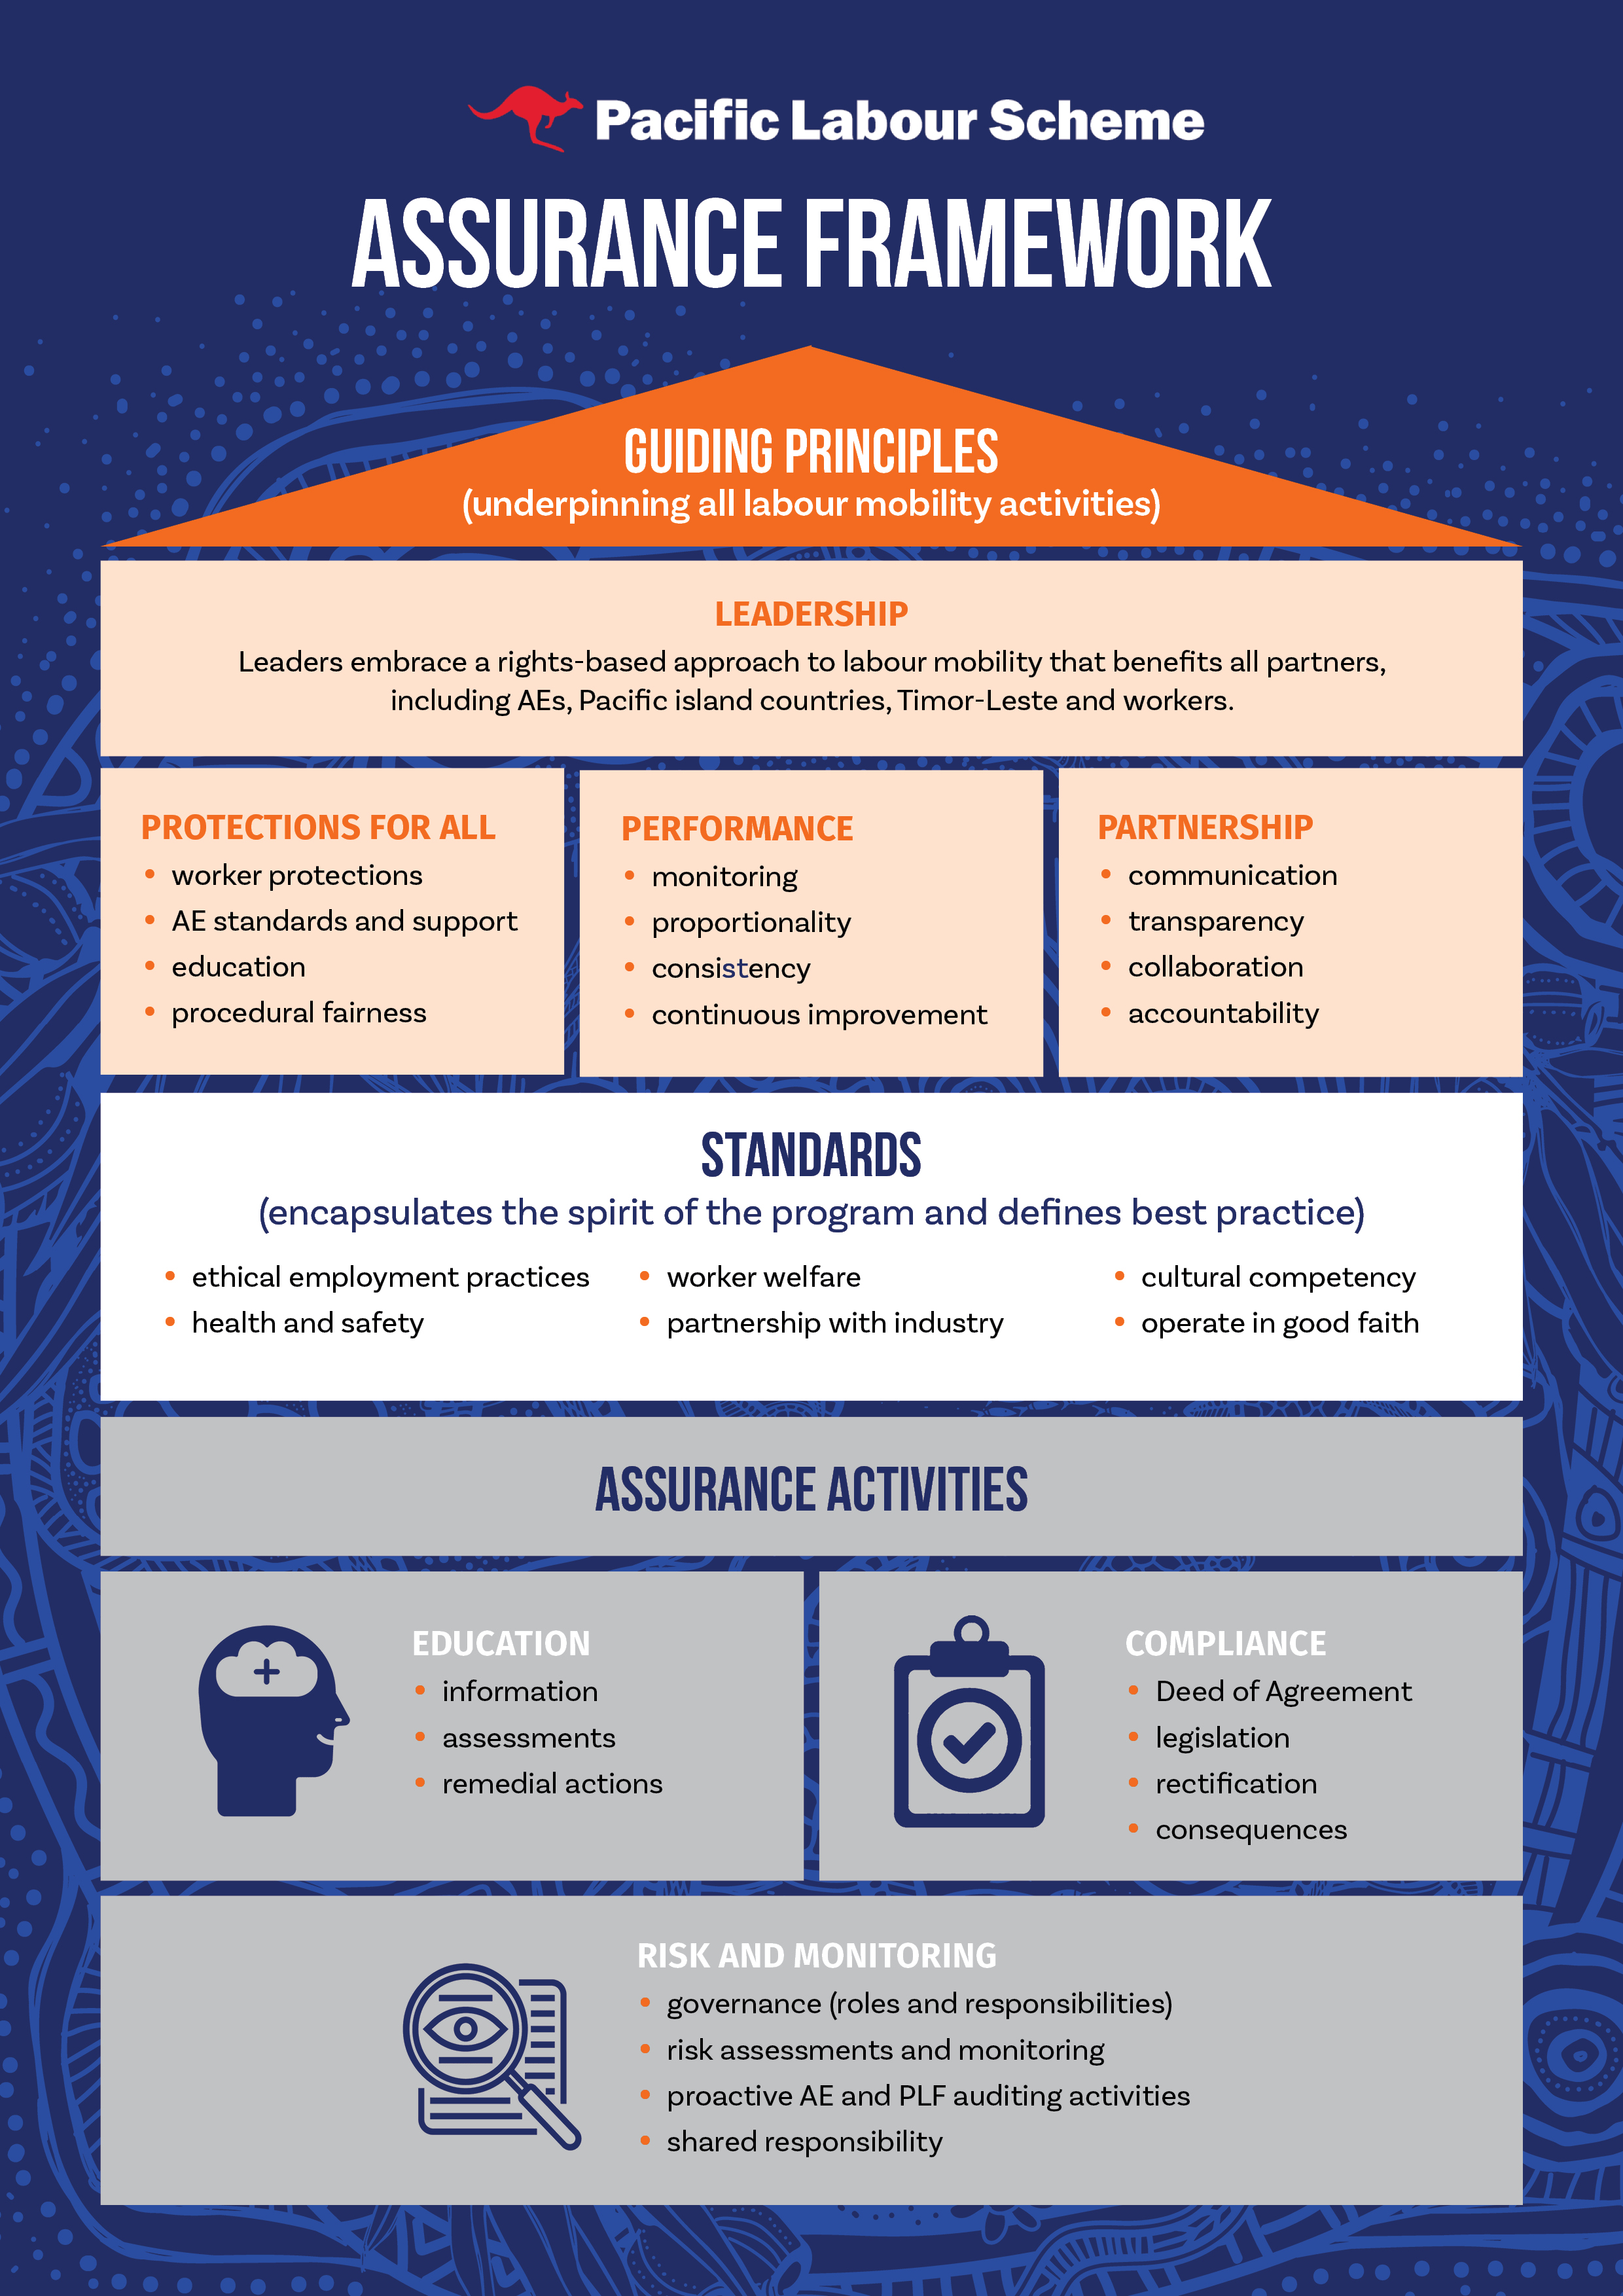 Pacific Labour Scheme
ASSURANCE FRAMEWORK
GUIDING PRINCIPLES
(underpinning all labour mobility activities)
LEADERSHIP
Leaders embrace a rights-based approach to labour mobility that benefits all partners,
including AEs, Pacific island countries, Timor-Leste and workers.
PROTECTIONS FOR ALL
• worker protections
• AE standards and support
• education
• procedural fairness
PERFORMANCE
• monitoring
• proportionality
• consistency
• continuous improvement
PARTNERSHIP
• communication
• transparency
• collaboration
• accountability
STANDARDS
(encapsulates the spirit of the program and defines best practice)
• ethical employment practices
• health and safety
• worker welfare
• partnership with industry
• cultural competency
• operate in good faith
ASSURANCE ACTIVITIES
EDUCATION
• information
• assessments
• remedial actions
COMPLIANCE
• Deed of Agreement
• legislation
• rectification
• consequences
RISK AND MONITORING
• governance (roles and responsibilities)
• risk assessments and monitoring
• proactive AE and PLF auditing activities
• shared responsibility